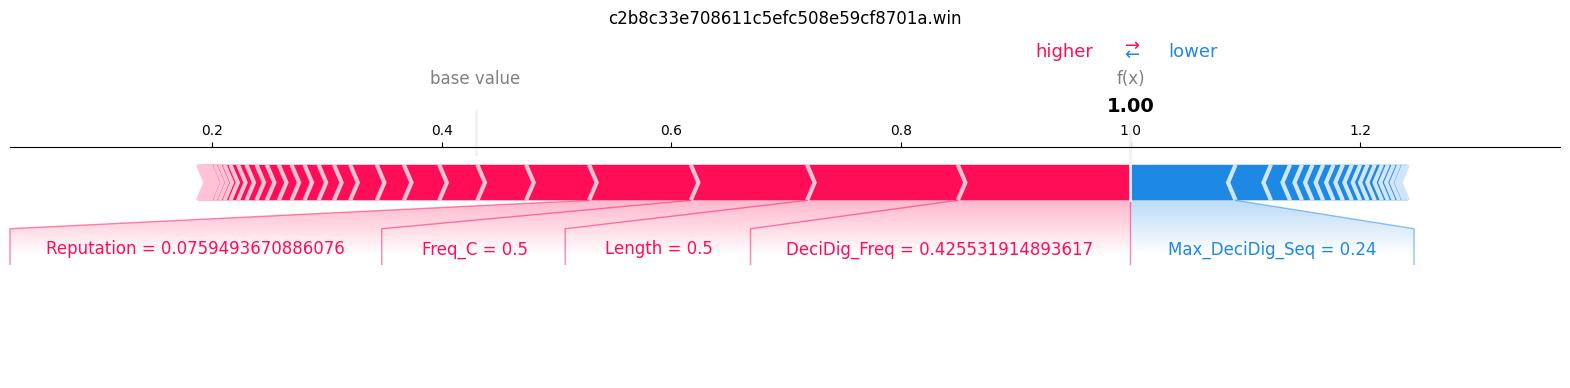 c2b8c33e708611c5efc508e59cf8701a.win
higher ⇄ lower
base value f(x)
1.00
0.2 0.4 0.6 0.8 1.0 1.2
Reputation = 0.0759493670886076 Freq_C = 0.5 Length = 0.5 DeciDig_Freq = 0.425531914893617 Max_DeciDig_Seq = 0.24